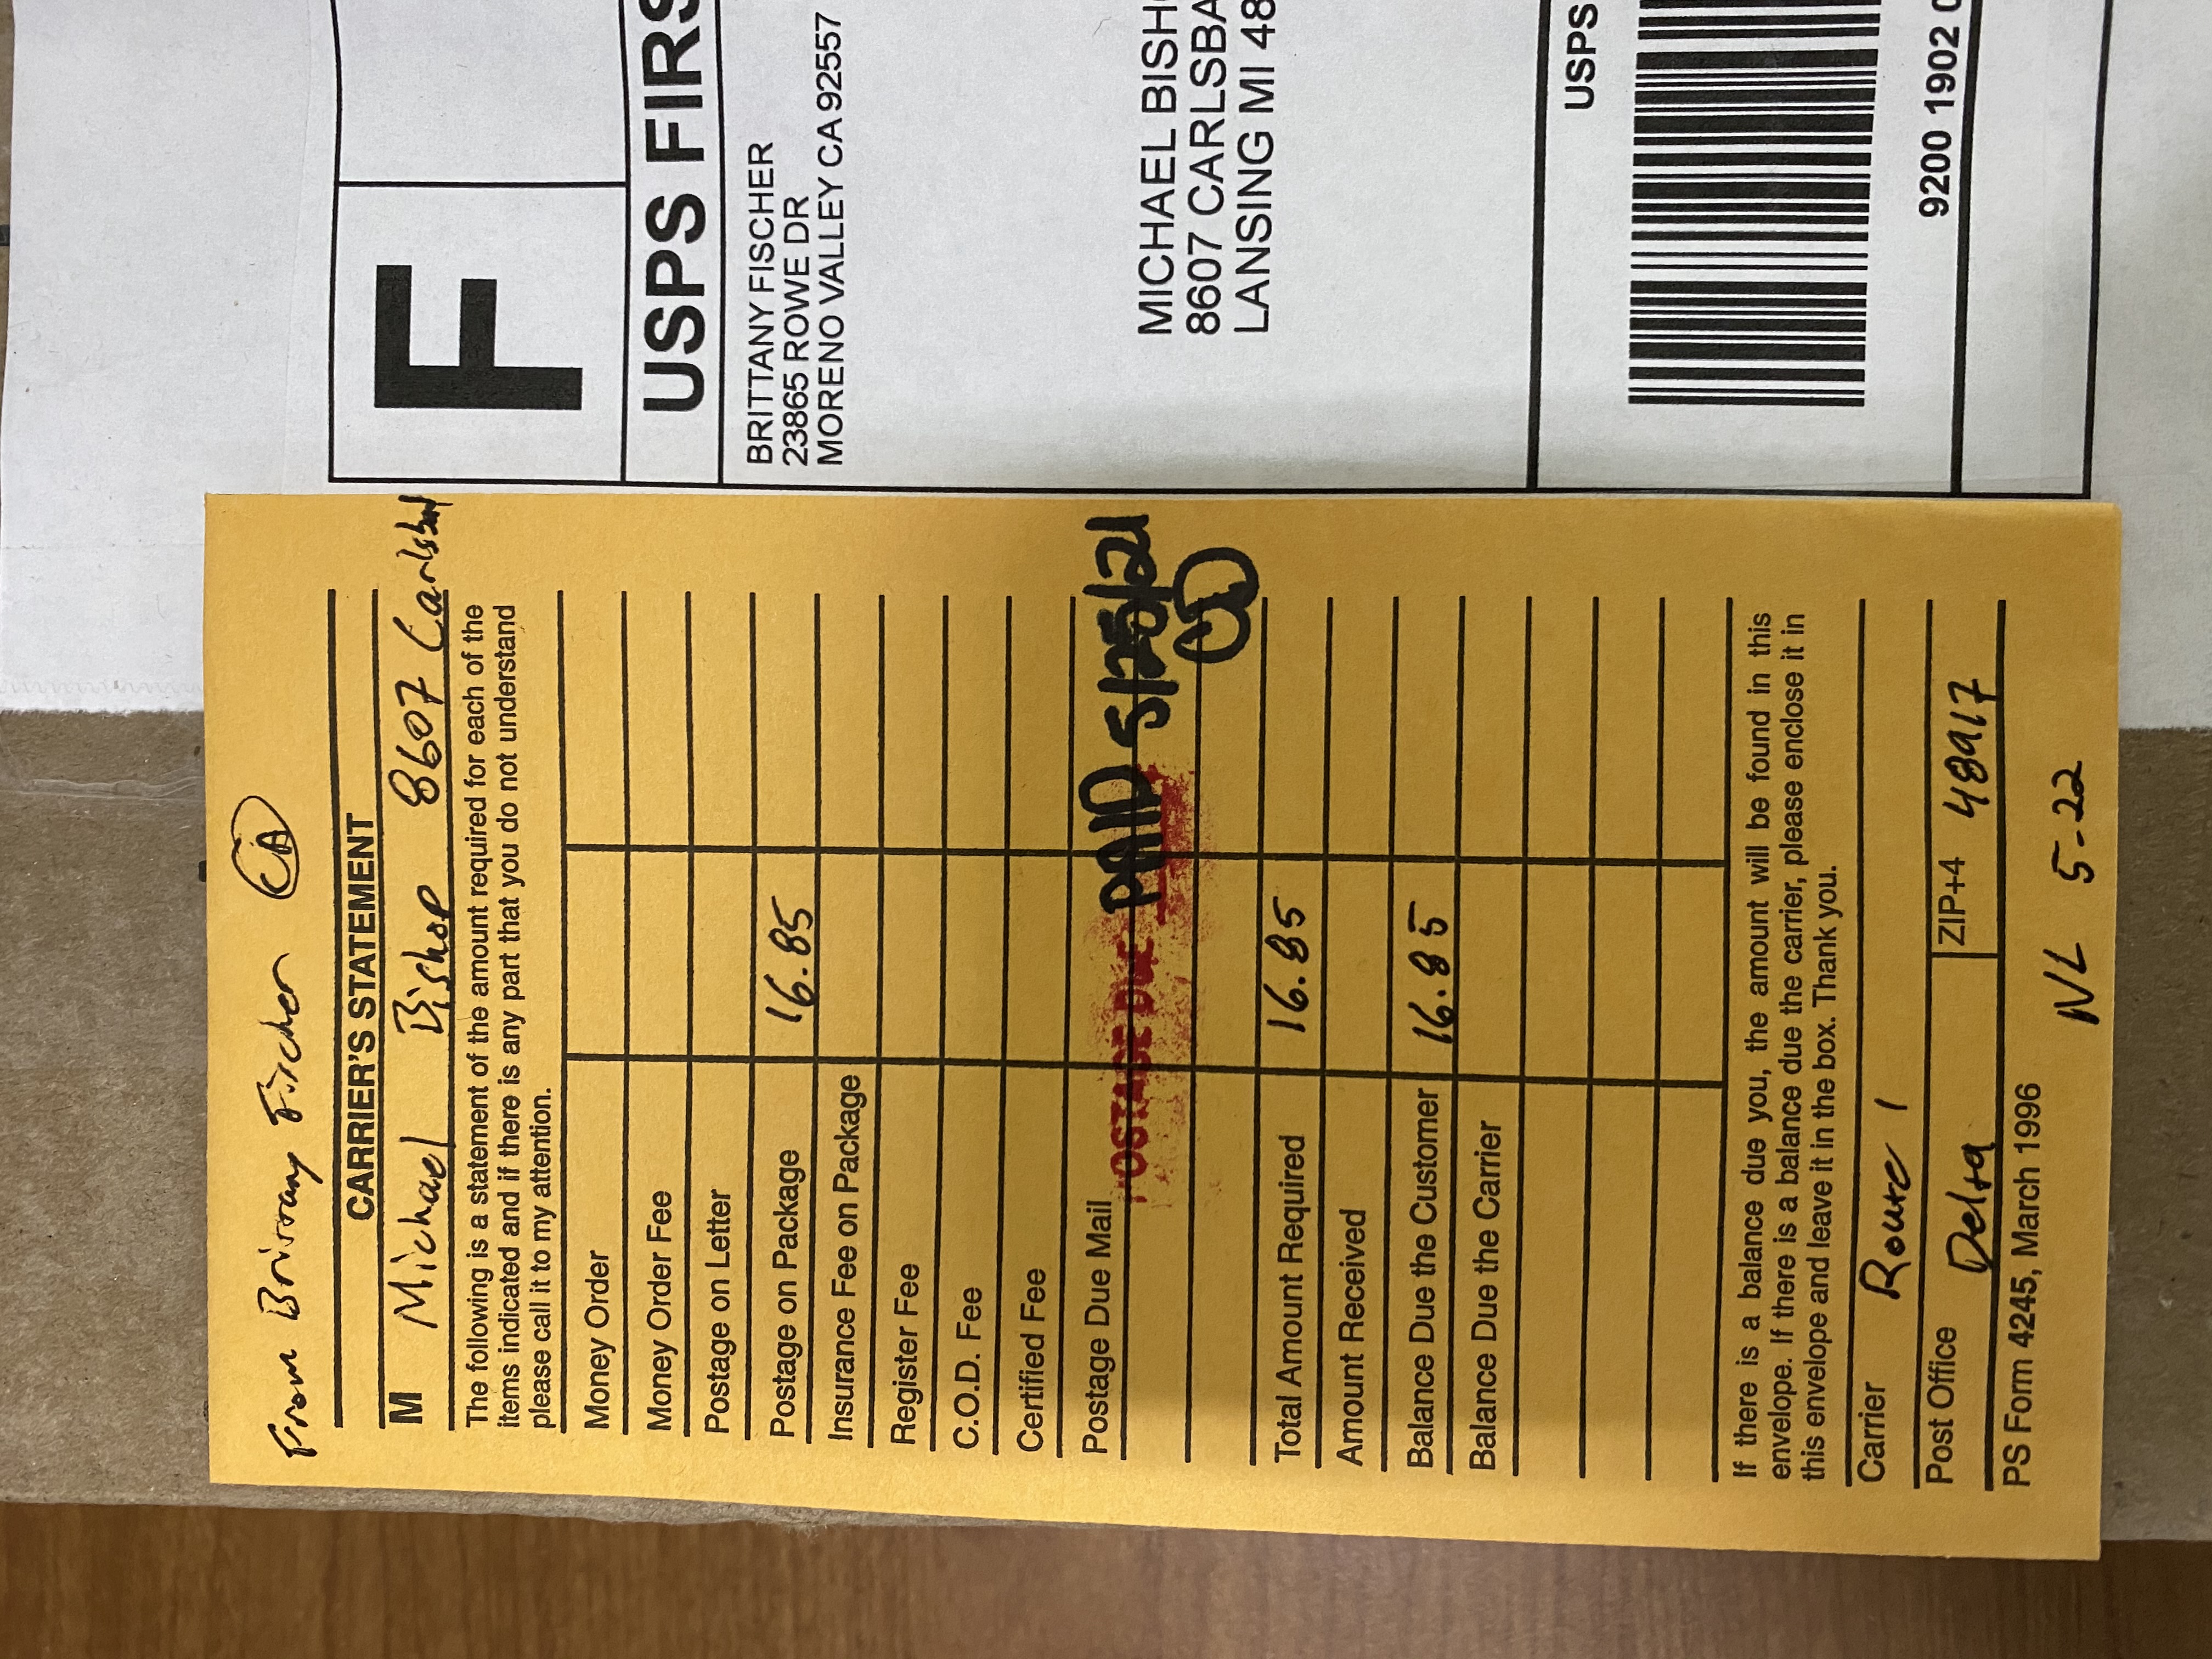 From Brittany Fischer CA
CARRIER'S STATEMENT
M Michael Bishop 8607 Carlsbad
The following is a statement of the amount required for each of the
items indicated and if there is any part that you do not understand
please call it to my attention.
Money Order
Money Order Fee
Postage on Letter
Postage on Package 16.85
Insurance Fee on Package
Register Fee
C.O.D. Fee
Certified Fee
Postage Due Mail
POSTAGE DUE PAID 5/25/21
Total Amount Required 16.85
Amount Received
Balance Due the Customer 16.85
Balance Due the Carrier
If there is a balance due you, the amount will be found in this
envelope. If there is a balance due the carrier, please enclose it in
this envelope and leave it in the box. Thank you.
Carrier Route 1
Post Office Delta ZIP+4 48917
PS Form 4245, March 1996
NL 5-22
F
USPS FIRS
BRITTANY FISCHER
23865 ROWE DR
MORENO VALLEY CA 92557
MICHAEL BISHO
8607 CARLSBA
LANSING MI 48
USPS
9200 1902 0